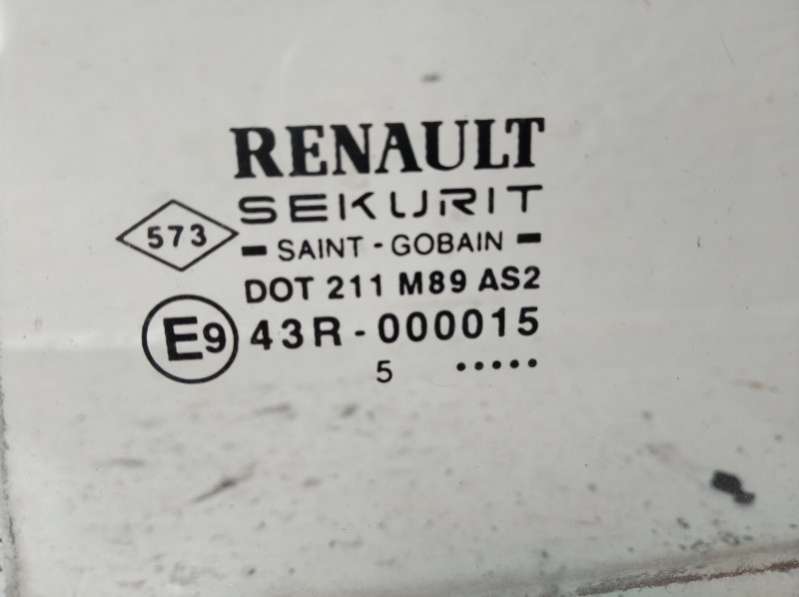 RENAULT
SEKURIT
573
SAINT - GOBAIN
DOT 211 M89 AS2
E9 43R - 000015
5 .....